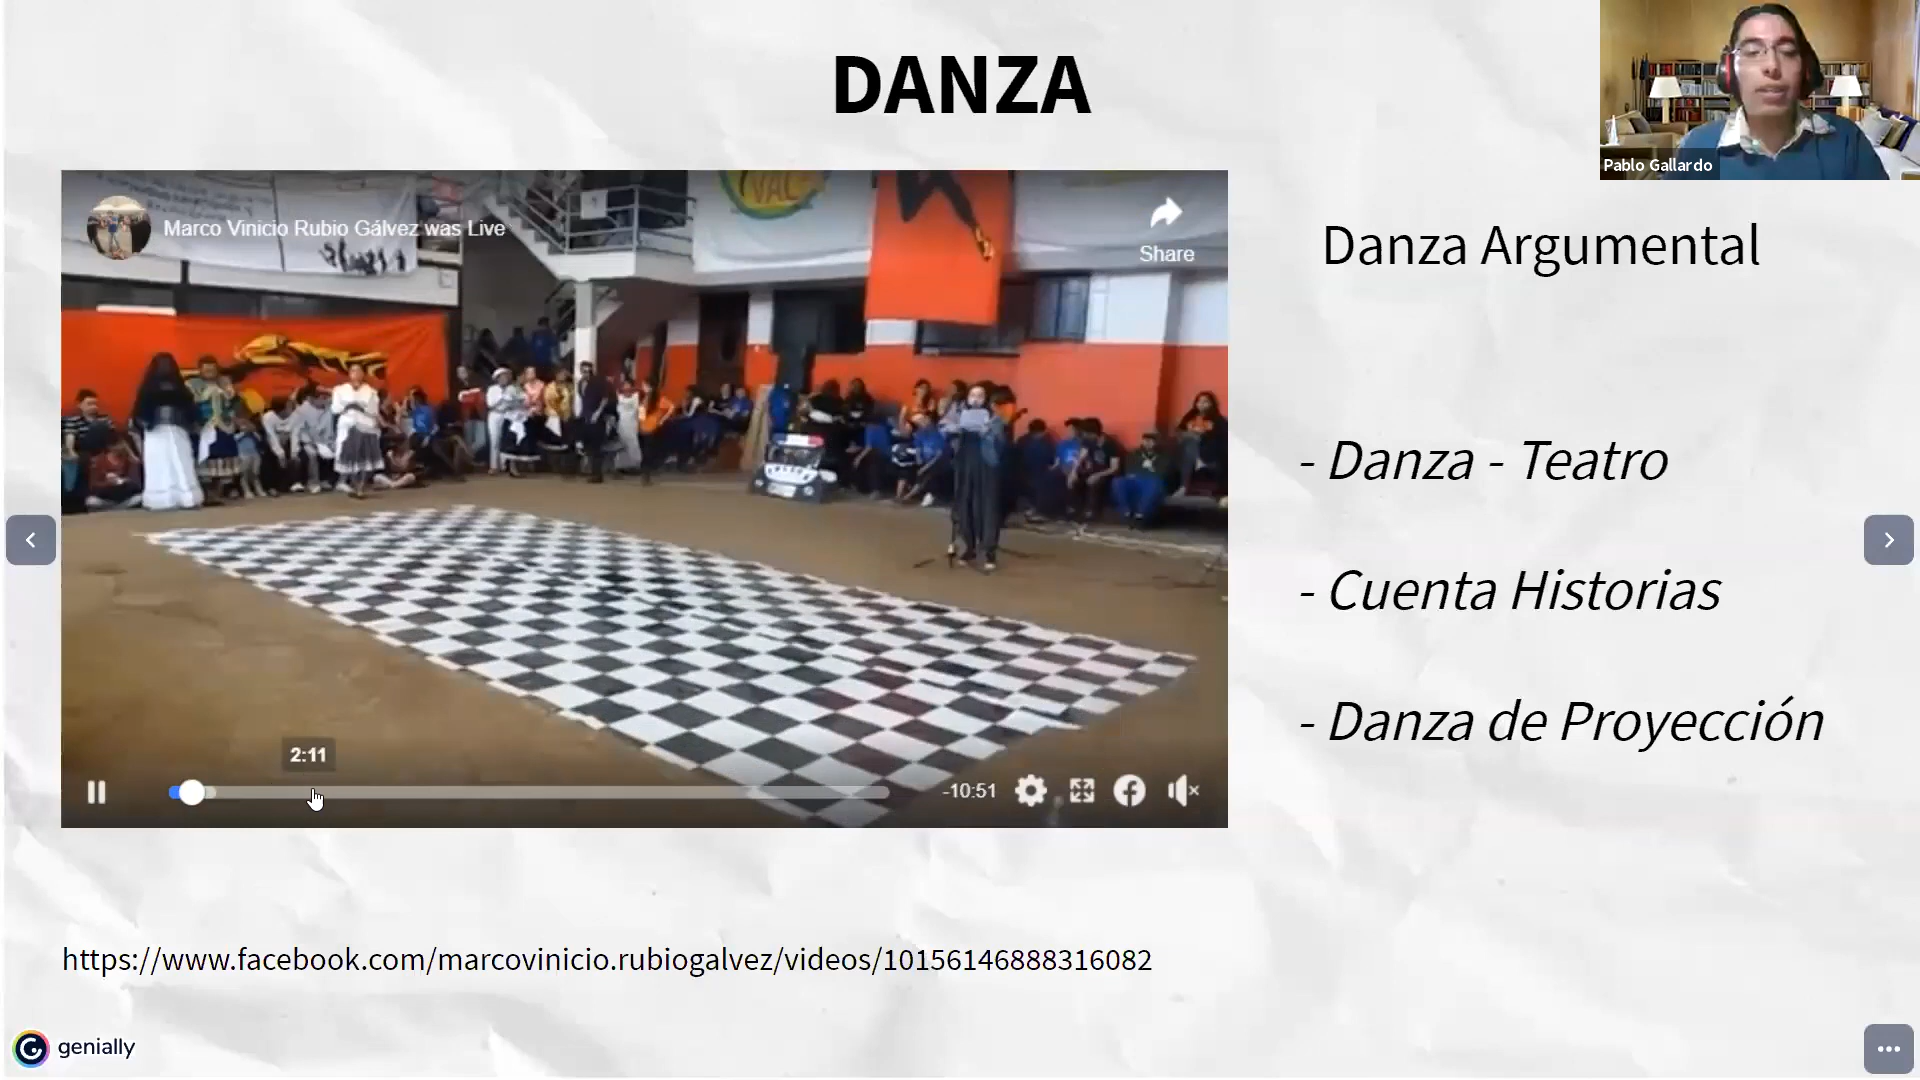 DANZA
Pablo Gallardo
Marco Vinicio Rubio Gálvez was Live
Share
VAC
Danza Argumental
- Danza - Teatro
- Cuenta Historias
- Danza de Proyección
2:11
-10:51
https://www.facebook.com/marcovinicio.rubiogalvez/videos/10156146888316082
genially